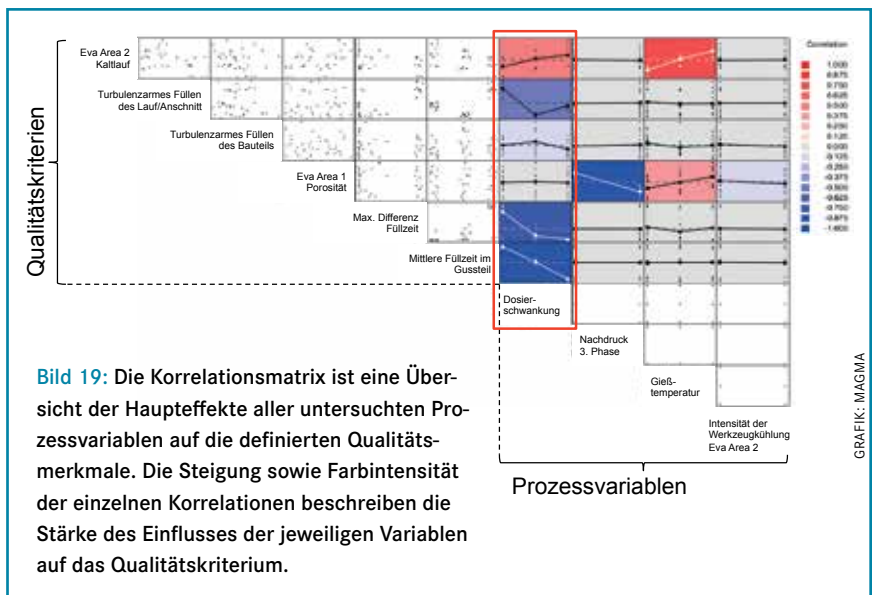 Eva Area 2
Kaltlauf
Turbulenzarmes Füllen
des Lauf/Anschnitt
Turbulenzarmes Füllen
des Bauteils
Eva Area 1
Porosität
Max. Differenz
Füllzeit
Mittlere Füllzeit im
Gussteil
Qualitätskriterien
Dosier-
schwankung
Nachdruck
3. Phase
Gieß-
temperatur
Intensität der
Werkzeugkühlung
Eva Area 2
Prozessvariablen
Correlation
1.000
0.875
0.750
0.625
0.500
0.375
0.250
0.125
0.000
-0.125
-0.250
-0.375
-0.500
-0.625
-0.750
-0.875
-1.000
GRAFIK: MAGMA
Bild 19: Die Korrelationsmatrix ist eine Über-
sicht der Haupteffekte aller untersuchten Pro-
zessvariablen auf die definierten Qualitäts-
merkmale. Die Steigung sowie Farbintensität
der einzelnen Korrelationen beschreiben die
Stärke des Einflusses der jeweiligen Variablen
auf das Qualitätskriterium.